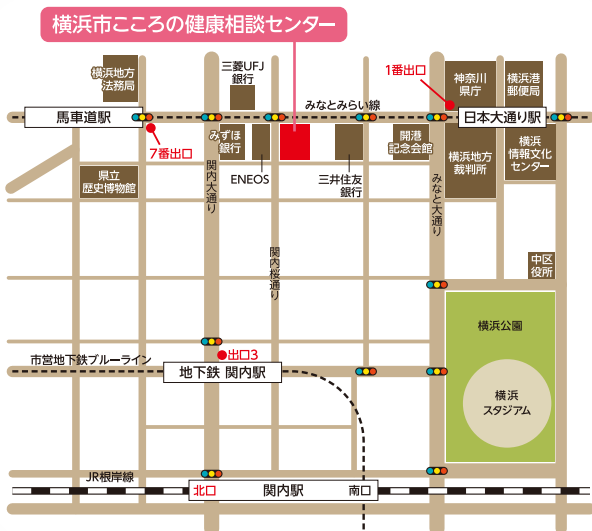 横浜市こころの健康相談センター
三菱UFJ
銀行
横浜地方
法務局
1番出口
神奈川
県庁
横浜港
郵便局
みなとみらい線
馬車道駅
日本大通り駅
7番出口
みずほ
銀行
ENEOS
三井住友
銀行
開港
記念会館
横浜地方
裁判所
横浜
情報文化
センター
県立
歴史博物館
関内大通り
みなと大通り
関内桜通り
中区
役所
横浜公園
出口3
市営地下鉄ブルーライン
地下鉄 関内駅
横浜
スタジアム
JR根岸線
北口
関内駅
南口